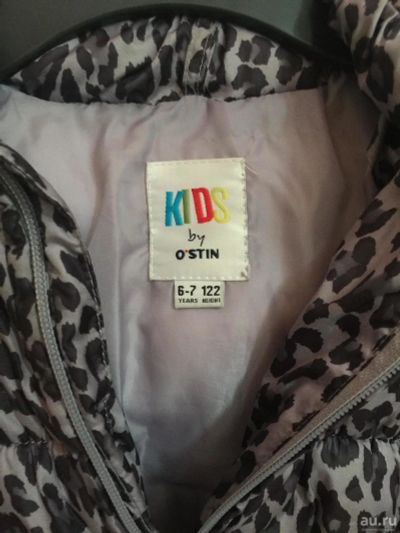 KIDS
by
O'STIN
6-7 122
YEARS HEIGHT
au.ru